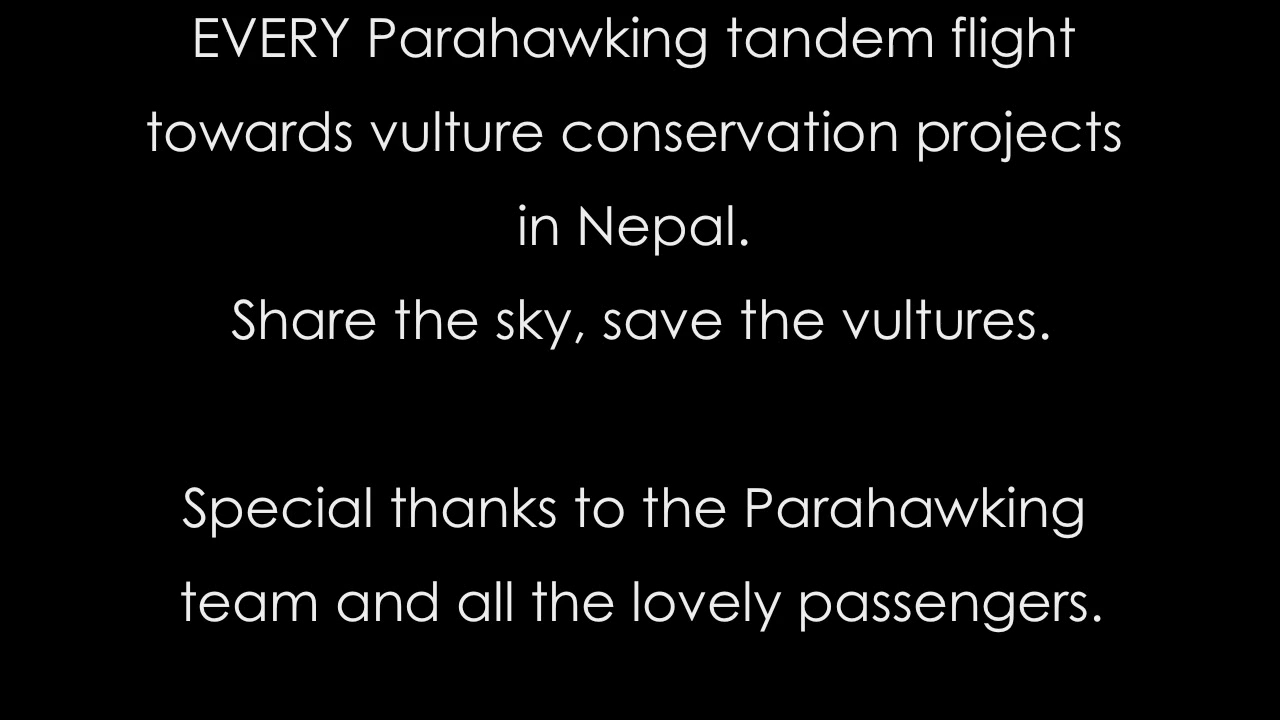 EVERY Parahawking tandem flight
towards vulture conservation projects
in Nepal.
Share the sky, save the vultures.
Special thanks to the Parahawking
team and all the lovely passengers.